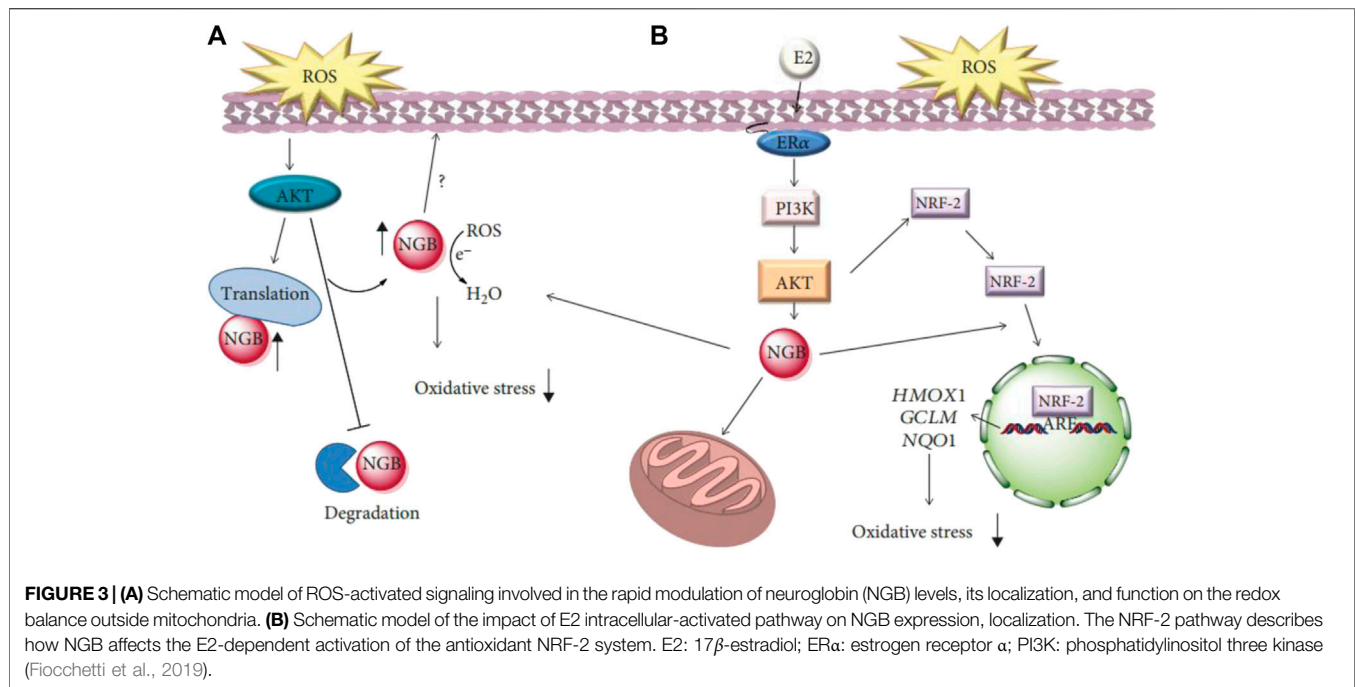 A
B
ROS
E2
ROS
ERα
AKT
?
PI3K
NRF-2
NGB
ROS
e⁻
H₂O
Translation
NGB
AKT
NRF-2
NGB
Oxidative stress
HMOX1
GCLM
NQO1
NRF-2
ARE
NGB
Degradation
Oxidative stress
FIGURE 3 | (A) Schematic model of ROS-activated signaling involved in the rapid modulation of neuroglobin (NGB) levels, its localization, and function on the redox
balance outside mitochondria. (B) Schematic model of the impact of E2 intracellular-activated pathway on NGB expression, localization. The NRF-2 pathway describes
how NGB affects the E2-dependent activation of the antioxidant NRF-2 system. E2: 17β-estradiol; ERα: estrogen receptor α; PI3K: phosphatidylinositol three kinase
(Fiocchetti et al., 2019).